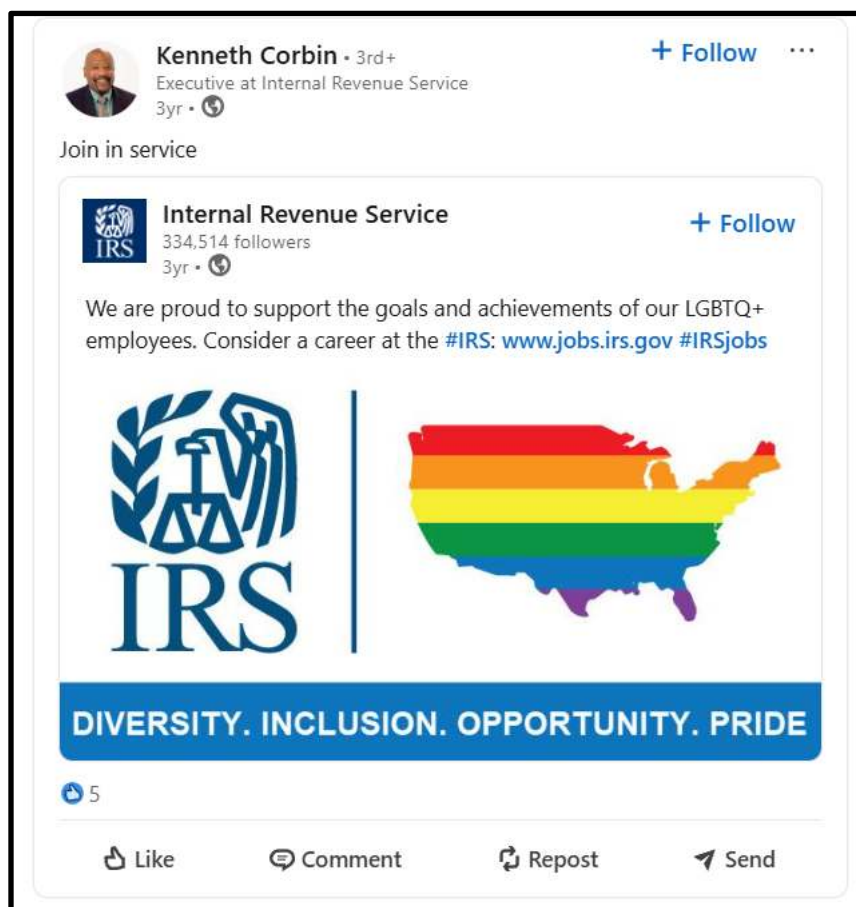 Kenneth Corbin • 3rd+
+ Follow ...
Executive at Internal Revenue Service
3yr •
Join in service
IRS
Internal Revenue Service
+ Follow
334,514 followers
3yr •
We are proud to support the goals and achievements of our LGBTQ+
employees. Consider a career at the #IRS: www.jobs.irs.gov #IRSjobs
IRS
DIVERSITY. INCLUSION. OPPORTUNITY. PRIDE
5
Like Comment Repost Send